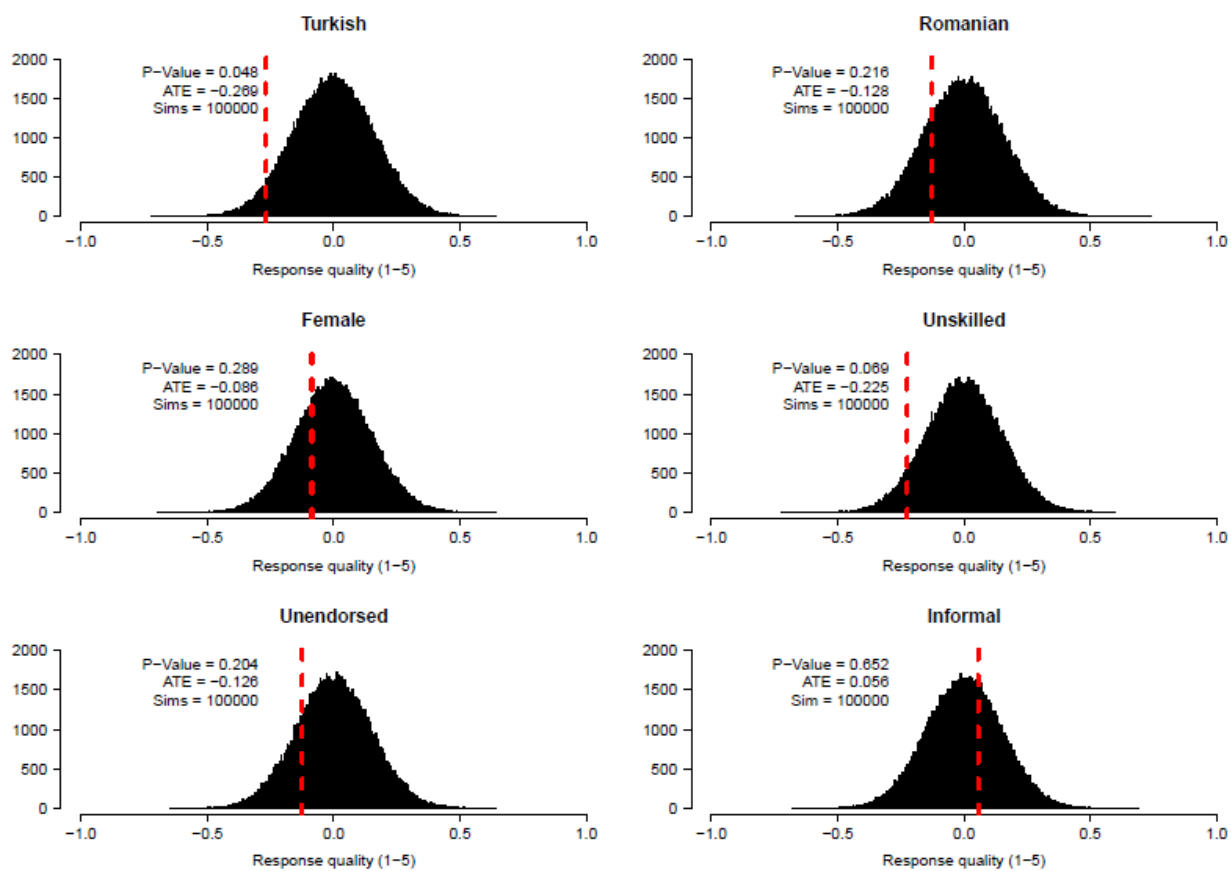 Turkish
2000
1500
1000
500
0
P−Value = 0.048
ATE = −0.269
Sims = 100000
−1.0 −0.5 0.0 0.5 1.0
Response quality (1−5)
Romanian
2000
1500
1000
500
0
P−Value = 0.216
ATE = −0.128
Sims = 100000
−1.0 −0.5 0.0 0.5 1.0
Response quality (1−5)
Female
2000
1500
1000
500
0
P−Value = 0.289
ATE = −0.086
Sims = 100000
−1.0 −0.5 0.0 0.5 1.0
Response quality (1−5)
Unskilled
2000
1500
1000
500
0
P−Value = 0.069
ATE = −0.225
Sims = 100000
−1.0 −0.5 0.0 0.5 1.0
Response quality (1−5)
Unendorsed
2000
1500
1000
500
0
P−Value = 0.204
ATE = −0.126
Sims = 100000
−1.0 −0.5 0.0 0.5 1.0
Response quality (1−5)
Informal
2000
1500
1000
500
0
P−Value = 0.652
ATE = 0.056
Sim = 100000
−1.0 −0.5 0.0 0.5 1.0
Response quality (1−5)